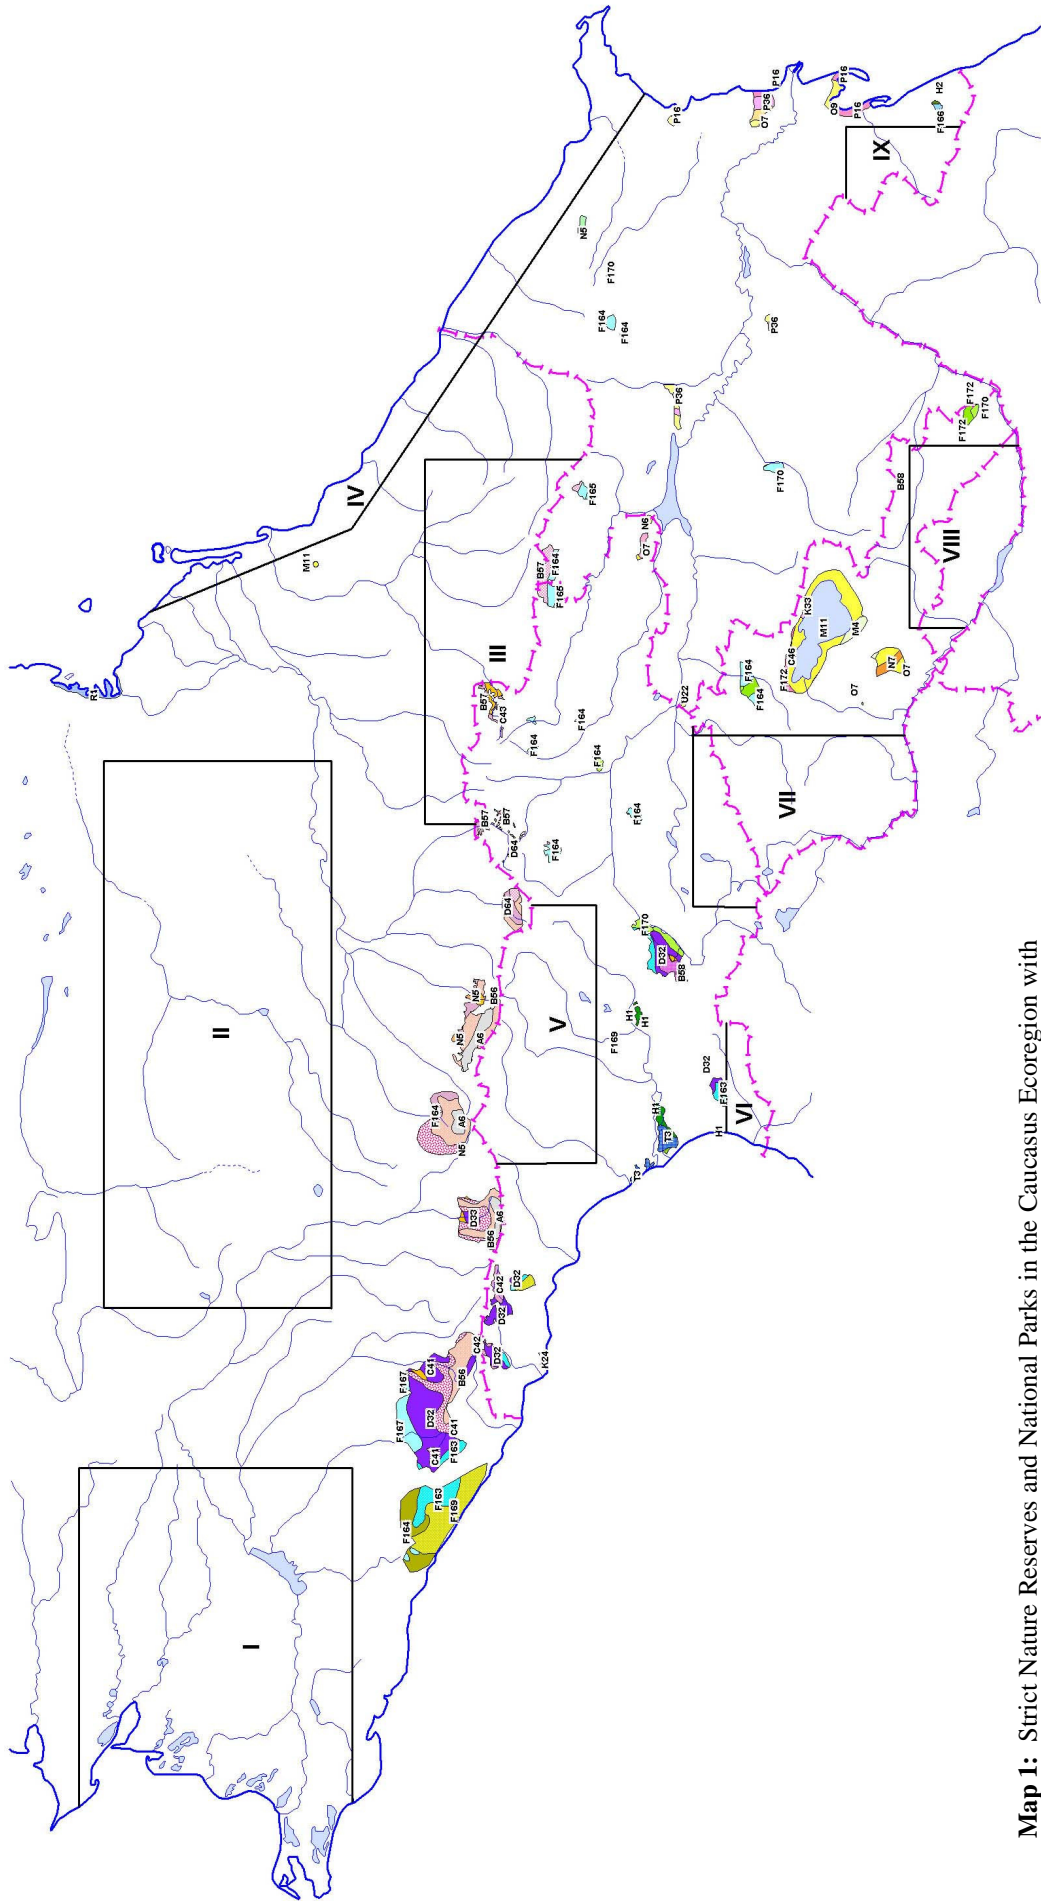 R1
II
I
M11
IV
F167
F164
F167
F163
C41
D32
C41
F164
F169
F163
C41
B56
N5
A6
N5
C42
D33
A6
N5
B57
B57
D32
C42
B56
A6
B56
C43
III
D32
D64
B57
D32
D64
F164
B57
K24
V
F164
F165
F164
F164
N5
F165
F164
F164
F170
F169
F164
F164
T3
H1
H1
F170
O7
N6
H1
D32
T3
P36
P16
B58
U22
D32
H1
F163
VI
F164
F164
O7
P36
P16
P36
F170
VII
F172
C46
K33
M11
O9
P16
O7
M4
P16
IX
N7
B58
O7
F166
H2
VIII
F172
F172
F170
Map 1: Strict Nature Reserves and National Parks in the Caucasus Ecoregion with